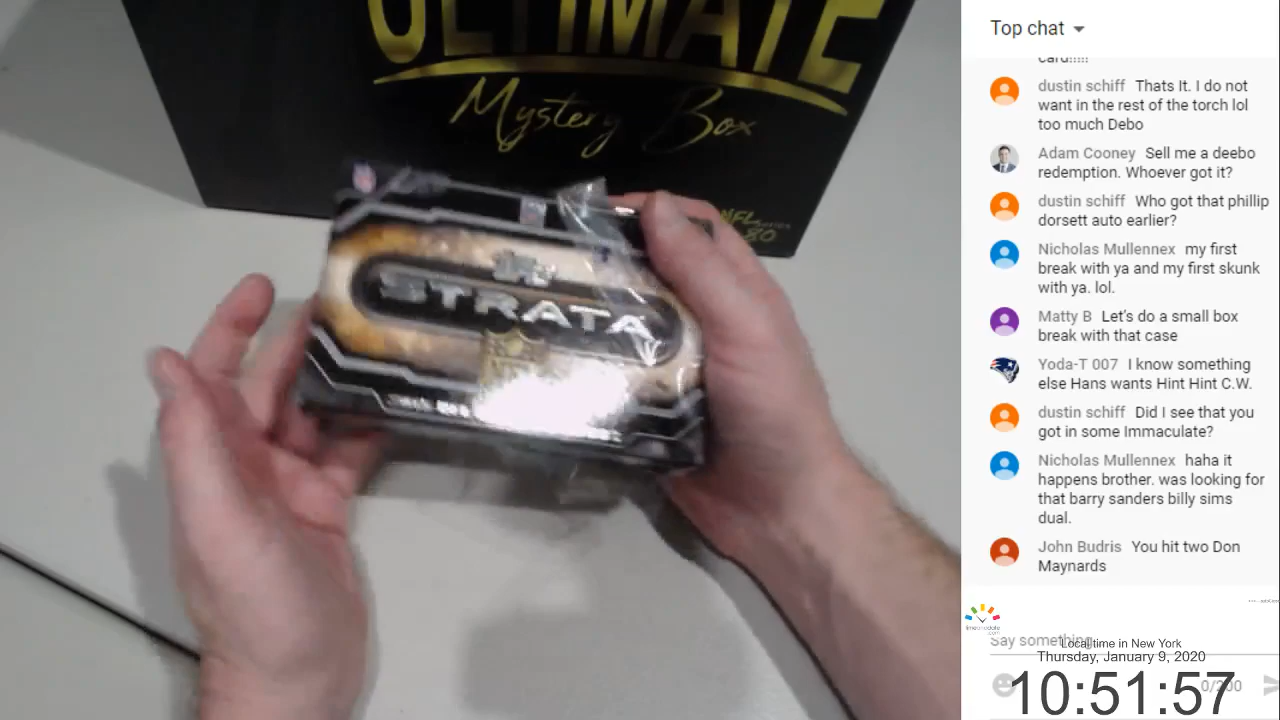 ULTIMATE
Mystery Box
NFL
80
STRATA
Top chat
card!!!!!
dustin schiff Thats It. I do not
want in the rest of the torch lol
too much Debo
Adam Cooney Sell me a deebo
redemption. Whoever got it?
dustin schiff Who got that phillip
dorsett auto earlier?
Nicholas Mullennex my first
break with ya and my first skunk
with ya. lol.
Matty B Let's do a small box
break with that case
Yoda-T 007 I know something
else Hans wants Hint Hint C.W.
dustin schiff Did I see that you
got in some Immaculate?
Nicholas Mullennex haha it
happens brother. was looking for
that barry sanders billy sims
dual.
John Budris You hit two Don
Maynards
Say something...
Local time in New York
Thursday, January 9, 2020
10:51:57
0/200